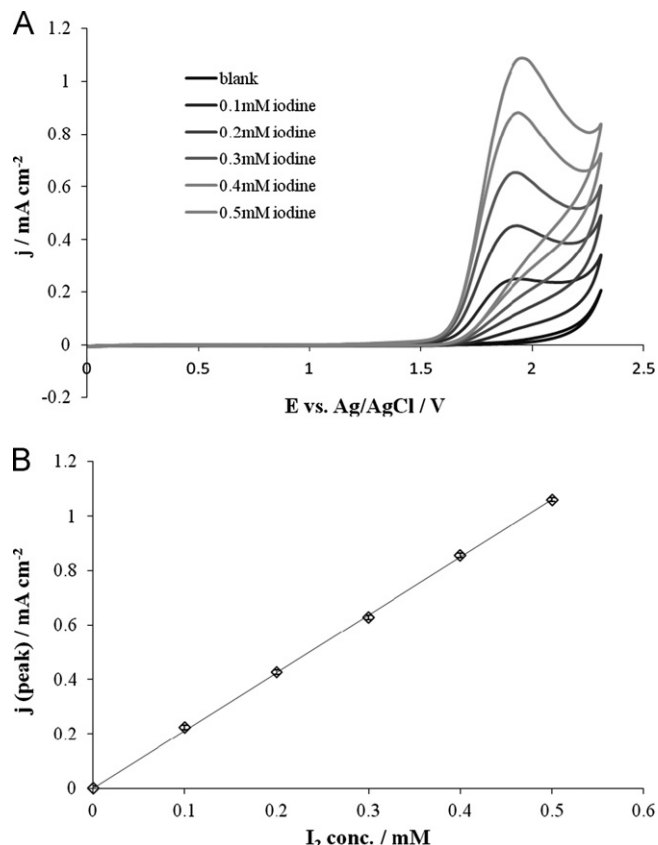 A
j / mA cm-2
1.2
1
0.8
0.6
0.4
0.2
0
-0.2
0
0.5
1
1.5
2
2.5
E vs. Ag/AgCl / V
blank
0.1mM iodine
0.2mM iodine
0.3mM iodine
0.4mM iodine
0.5mM iodine
B
j (peak) / mA cm-2
1.2
1
0.8
0.6
0.4
0.2
0
0
0.1
0.2
0.3
0.4
0.5
0.6
I2 conc. / mM